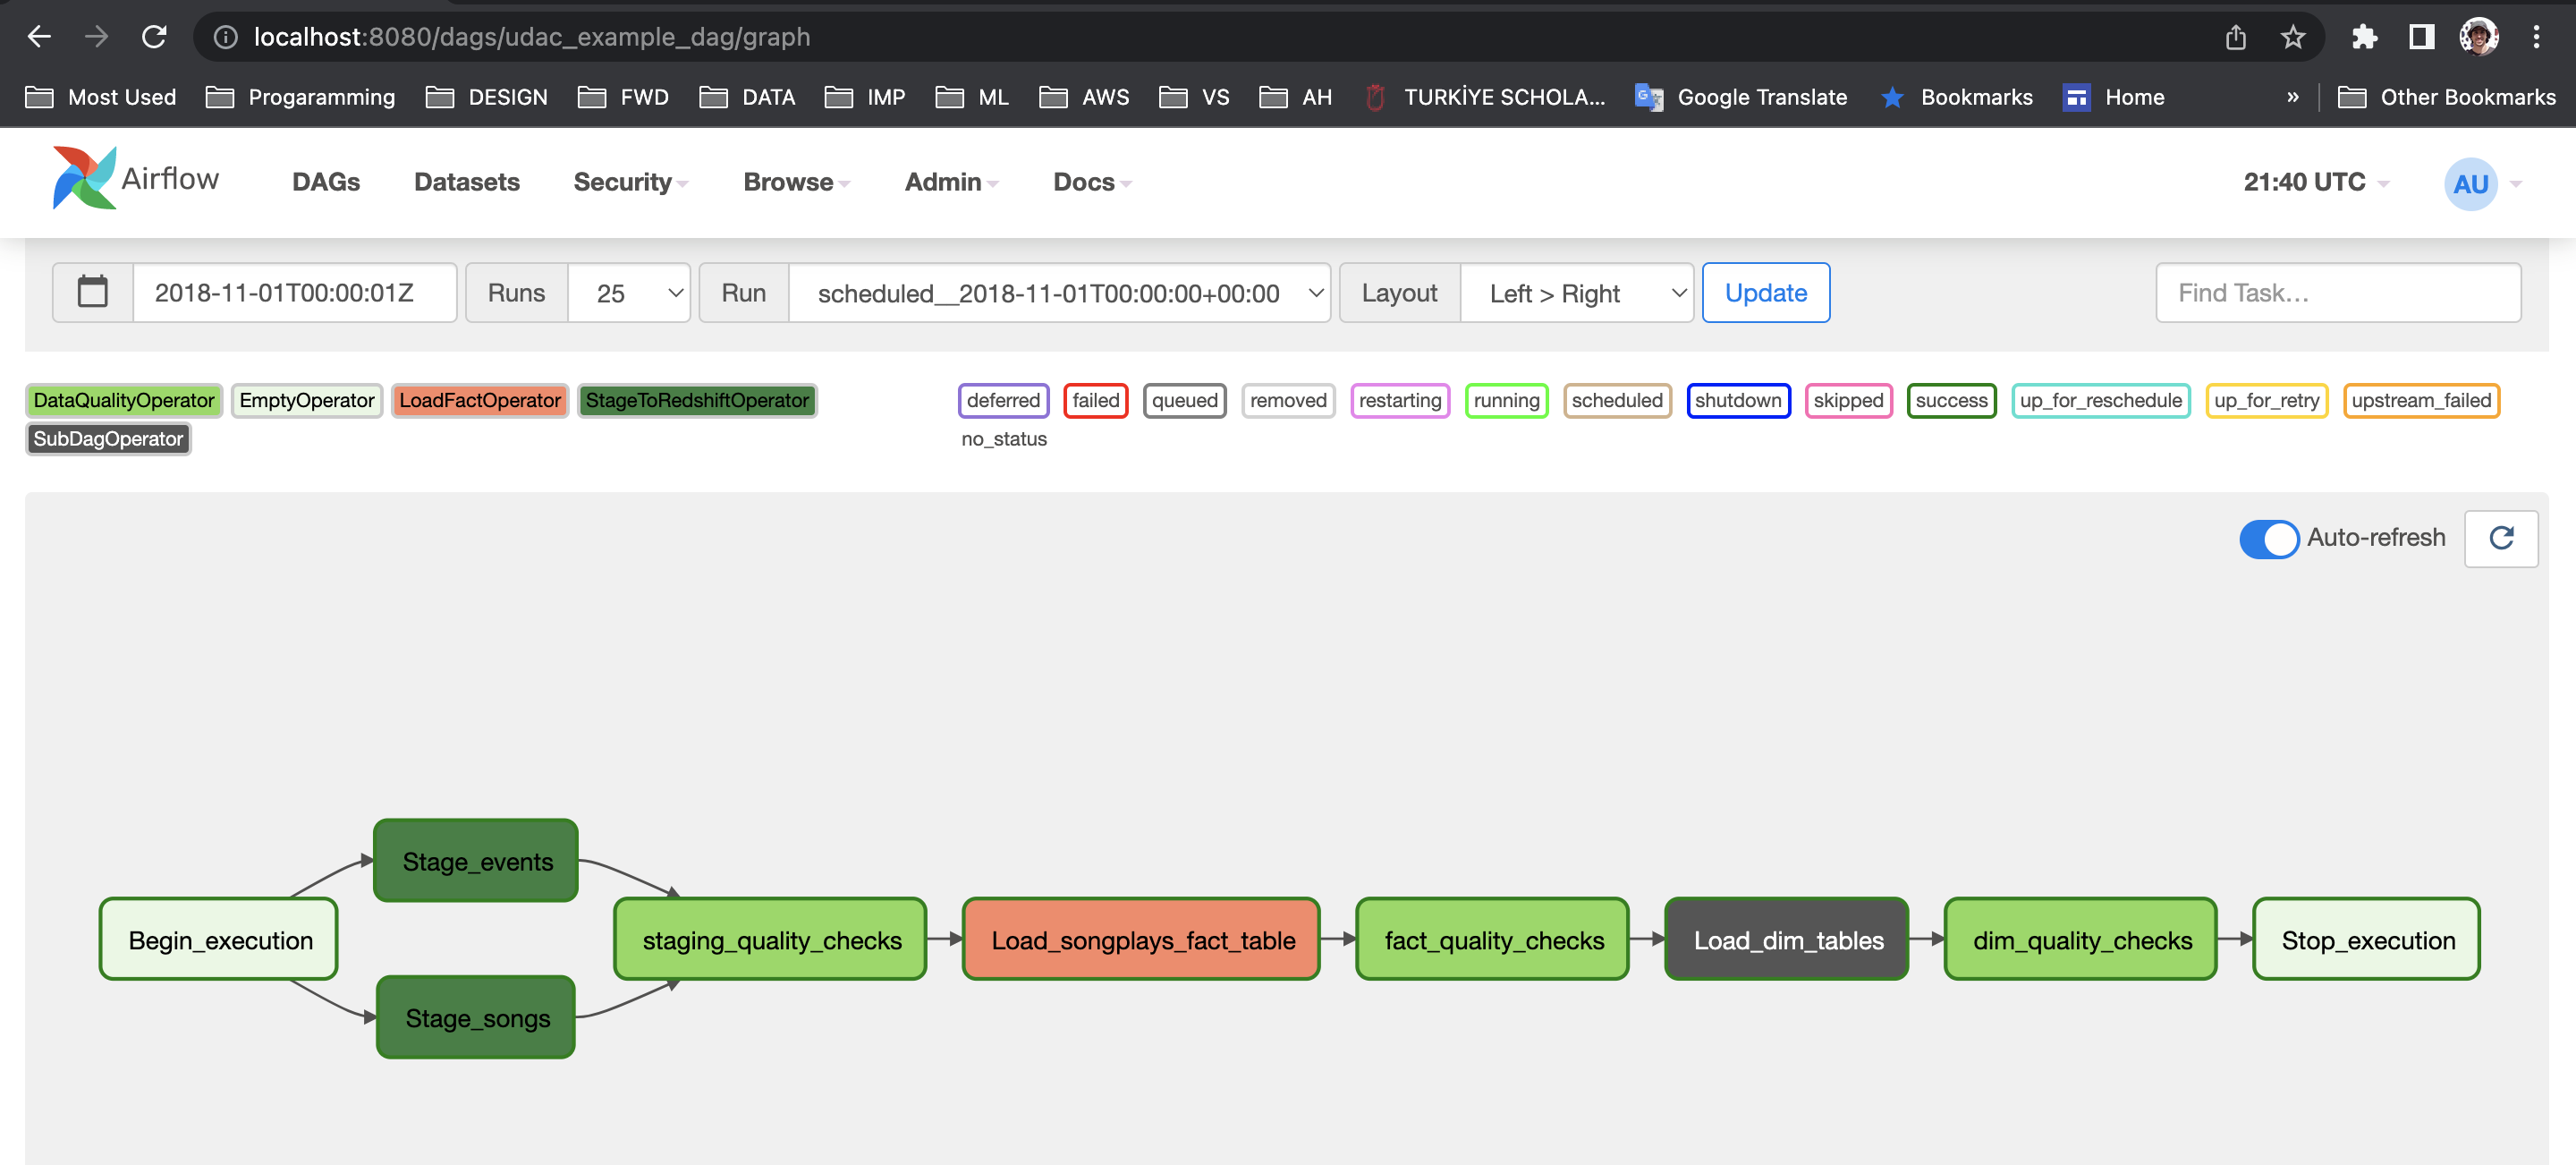 localhost:8080/dags/udac_example_dag/graph
Most Used Progaramming DESIGN FWD DATA IMP ML AWS VS AH TURKİYE SCHOLA... Google Translate Bookmarks Home » Other Bookmarks
Airflow DAGs Datasets Security Browse Admin Docs 21:40 UTC AU
2018-11-01T00:00:01Z Runs 25 Run scheduled__2018-11-01T00:00:00+00:00 Layout Left > Right Update Find Task...
DataQualityOperator EmptyOperator LoadFactOperator StageToRedshiftOperator deferred failed queued removed restarting running scheduled shutdown skipped success up_for_reschedule up_for_retry upstream_failed
SubDagOperator no_status
Auto-refresh
Stage_events
Begin_execution staging_quality_checks Load_songplays_fact_table fact_quality_checks Load_dim_tables dim_quality_checks Stop_execution
Stage_songs